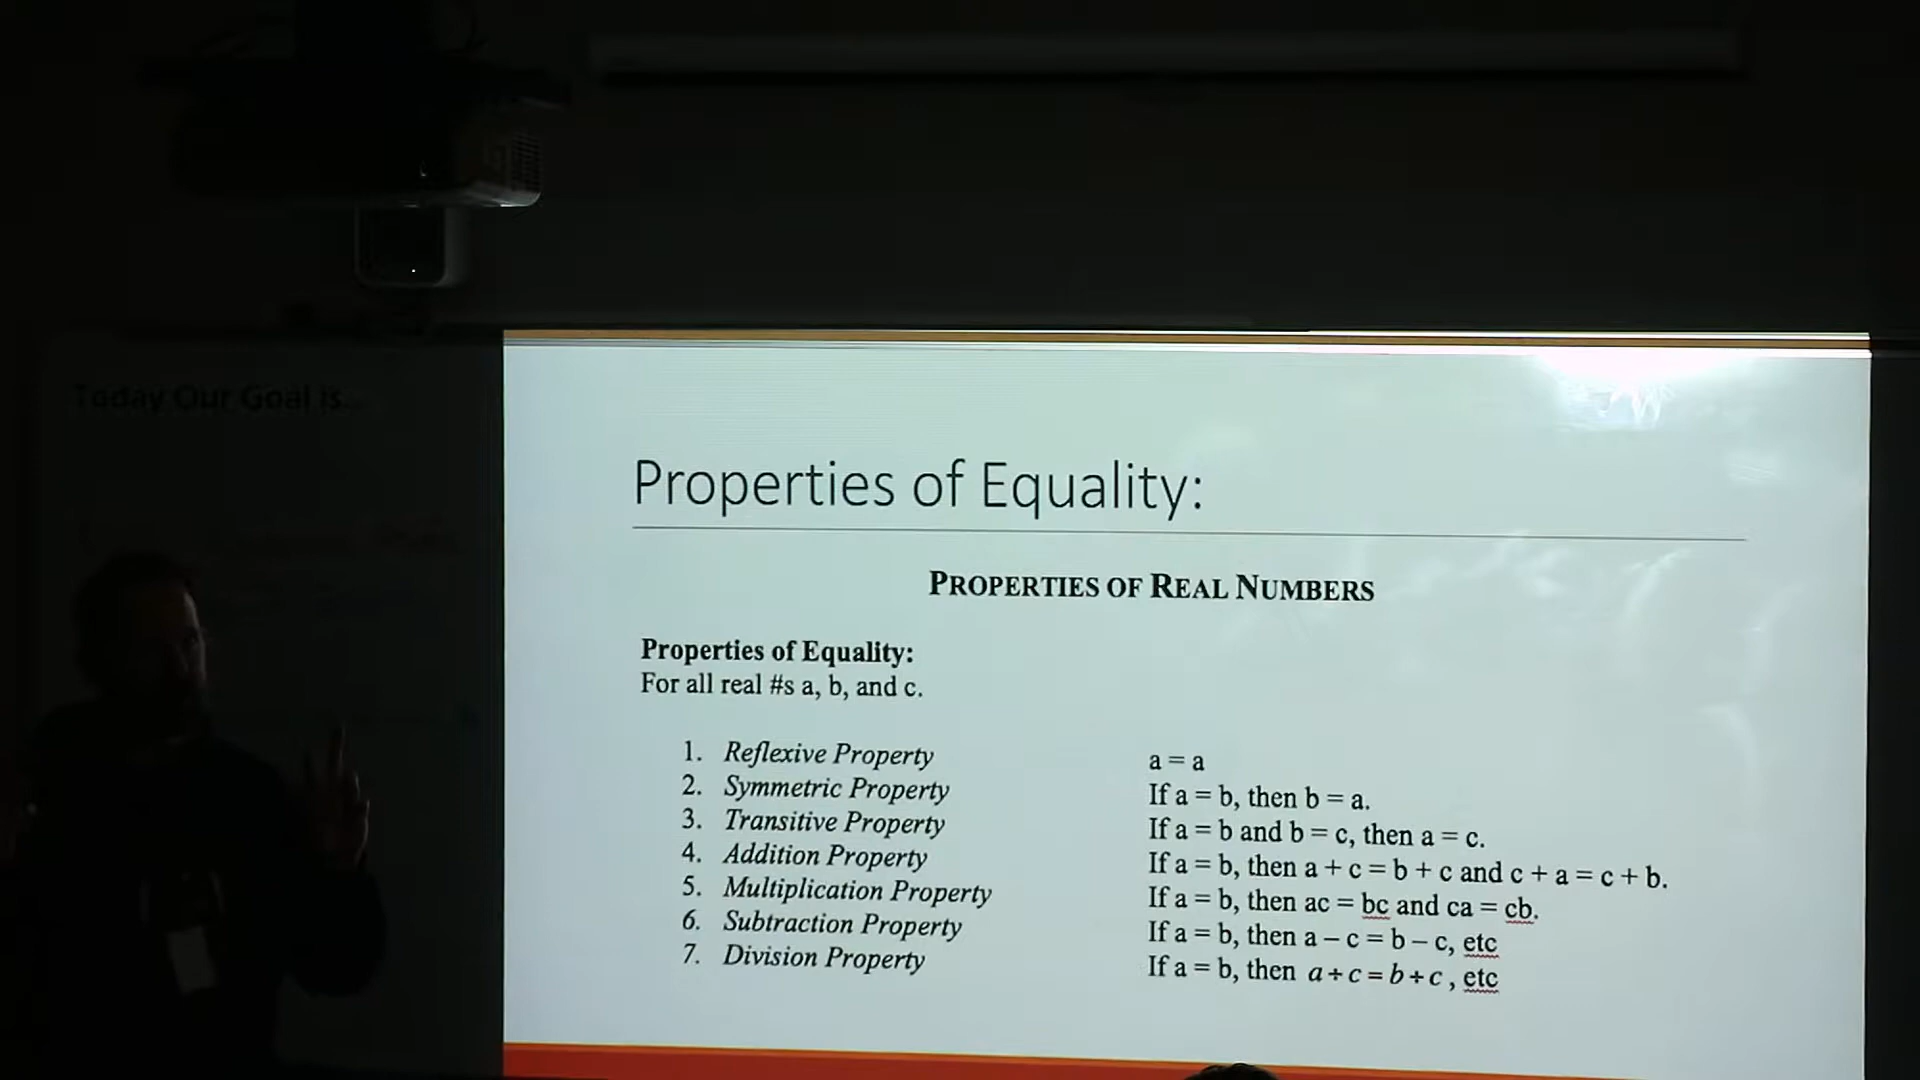 Today Our Goal is...
Properties of Equality:
PROPERTIES OF REAL NUMBERS
Properties of Equality:
For all real #s a, b, and c.
1. Reflexive Property a = a
2. Symmetric Property If a = b, then b = a.
3. Transitive Property If a = b and b = c, then a = c.
4. Addition Property If a = b, then a + c = b + c and c + a = c + b.
5. Multiplication Property If a = b, then ac = bc and ca = cb.
6. Subtraction Property If a = b, then a – c = b – c, etc
7. Division Property If a = b, then a ÷ c = b ÷ c , etc